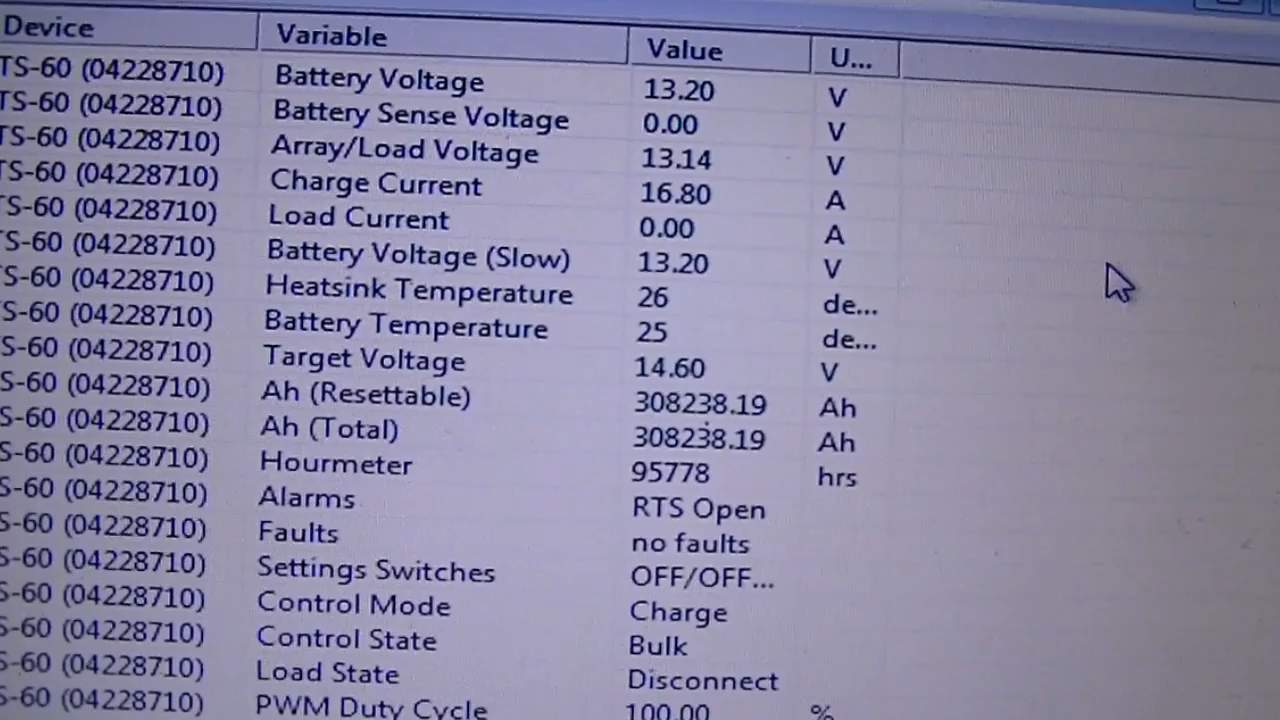 Device Variable Value U...
TS-60 (04228710) Battery Voltage 13.20 V
TS-60 (04228710) Battery Sense Voltage 0.00 V
TS-60 (04228710) Array/Load Voltage 13.14 V
TS-60 (04228710) Charge Current 16.80 A
TS-60 (04228710) Load Current 0.00 A
TS-60 (04228710) Battery Voltage (Slow) 13.20 V
TS-60 (04228710) Heatsink Temperature 26 de...
TS-60 (04228710) Battery Temperature 25 de...
S-60 (04228710) Target Voltage 14.60 V
S-60 (04228710) Ah (Resettable) 308238.19 Ah
S-60 (04228710) Ah (Total) 308238.19 Ah
S-60 (04228710) Hourmeter 95778 hrs
S-60 (04228710) Alarms RTS Open
S-60 (04228710) Faults no faults
S-60 (04228710) Settings Switches OFF/OFF...
S-60 (04228710) Control Mode Charge
S-60 (04228710) Control State Bulk
S-60 (04228710) Load State Disconnect
S-60 (04228710) PWM Duty Cycle 100.00 %